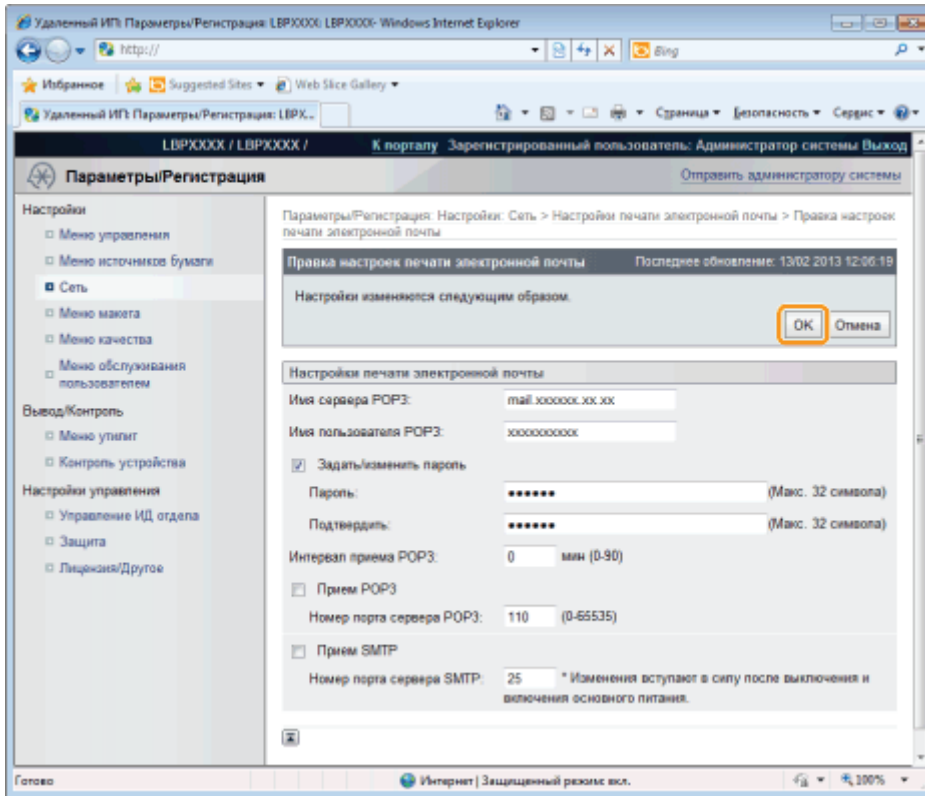 Удаленный ИП: Параметры/Регистрация: LBPXXXX: LBPXXXX- Windows Internet Explorer
http://
Bing
Избранное
Suggested Sites
Web Slice Gallery
Удаленный ИП: Параметры/Регистрация: LBPX...
Страница
Безопасность
Сервис
LBPXXXX / LBPXXXX /
К порталу Зарегистрированный пользователь: Администратор системы Выход
Параметры/Регистрация
Отправить администратору системы
Настройки
Меню управления
Меню источников бумаги
Сеть
Меню макета
Меню качества
Меню обслуживания
пользователем
Вывод/Контроль
Меню утилит
Контроль устройства
Настройки управления
Управление ИД отдела
Защита
Лицензия/Другое
Параметры/Регистрация: Настройки: Сеть > Настройки печати электронной почты > Правка настроек
печати электронной почты
Правка настроек печати электронной почты
Последнее обновление: 13/02 2013 12:06:19
Настройки изменяются следующим образом.
OK
Отмена
Настройки печати электронной почты
Имя сервера POP3: mail.xxxxxx.xx.xx
Имя пользователя POP3: xxxxxxxxxx
Задать/изменить пароль
Пароль: •••••• (Макс. 32 символа)
Подтвердить: •••••• (Макс. 32 символа)
Интервал приема POP3: 0 мин (0-90)
Прием POP3
Номер порта сервера POP3: 110 (0-65535)
Прием SMTP
Номер порта сервера SMTP: 25 * Изменения вступают в силу после выключения и
включения основного питания.
Готово
Интернет | Защищенный режим: вкл.
100%